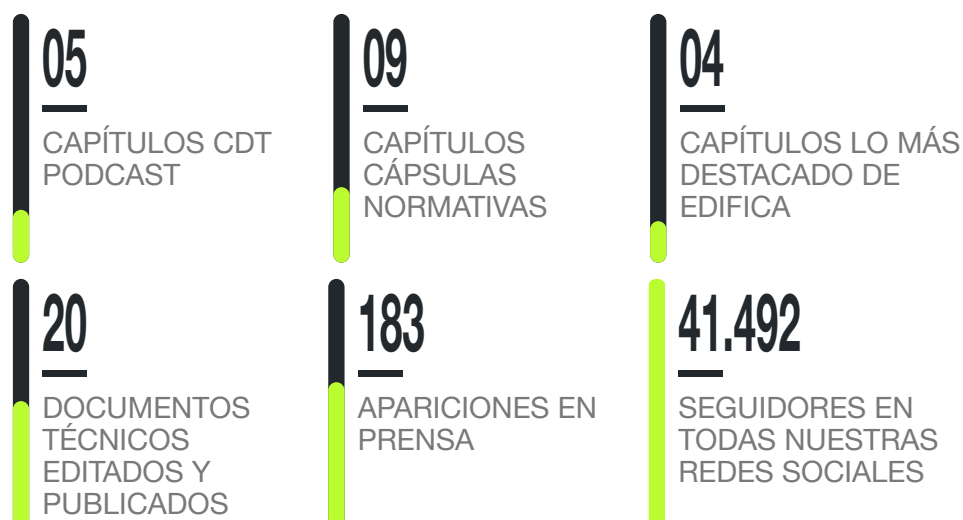 05
CAPÍTULOS CDT
PODCAST
09
CAPÍTULOS
CÁPSULAS
NORMATIVAS
04
CAPÍTULOS LO MÁS
DESTACADO DE
EDIFICA
20
DOCUMENTOS
TÉCNICOS
EDITADOS Y
PUBLICADOS
183
APARICIONES EN
PRENSA
41.492
SEGUIDORES EN
TODAS NUESTRAS
REDES SOCIALES